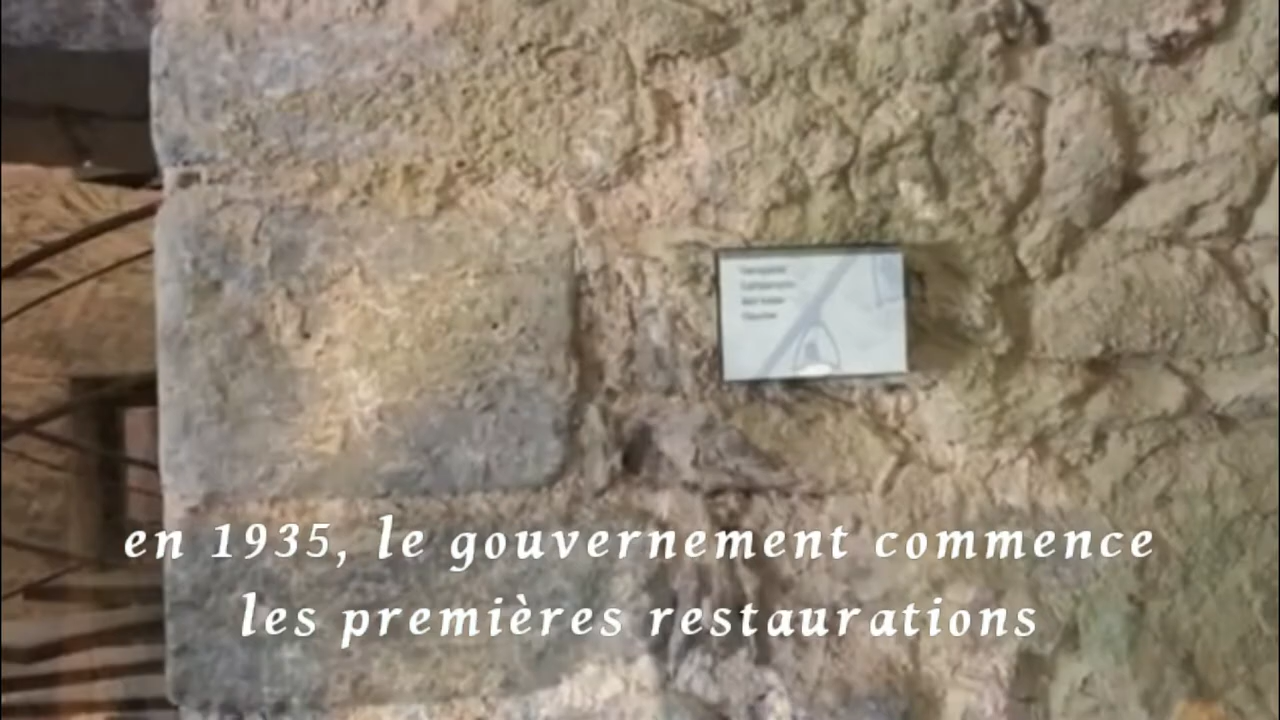 en 1935, le gouvernement commence
les premières restaurations